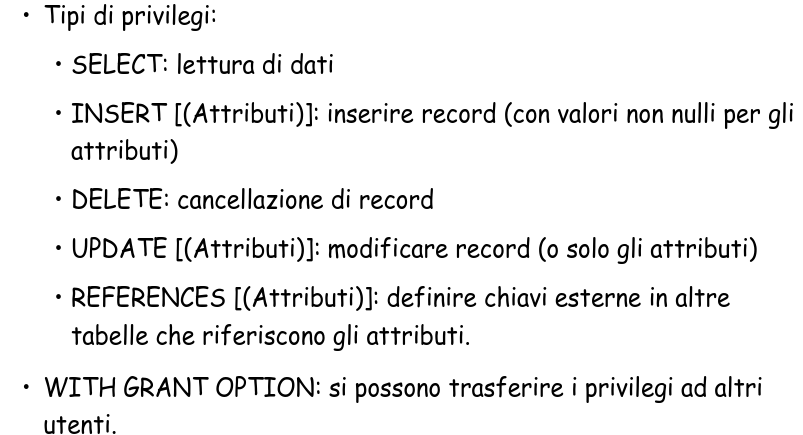 • Tipi di privilegi:
• SELECT: lettura di dati
• INSERT [(Attributi)]: inserire record (con valori non nulli per gli
attributi)
• DELETE: cancellazione di record
• UPDATE [(Attributi)]: modificare record (o solo gli attributi)
• REFERENCES [(Attributi)]: definire chiavi esterne in altre
tabelle che riferiscono gli attributi.
• WITH GRANT OPTION: si possono trasferire i privilegi ad altri
utenti.